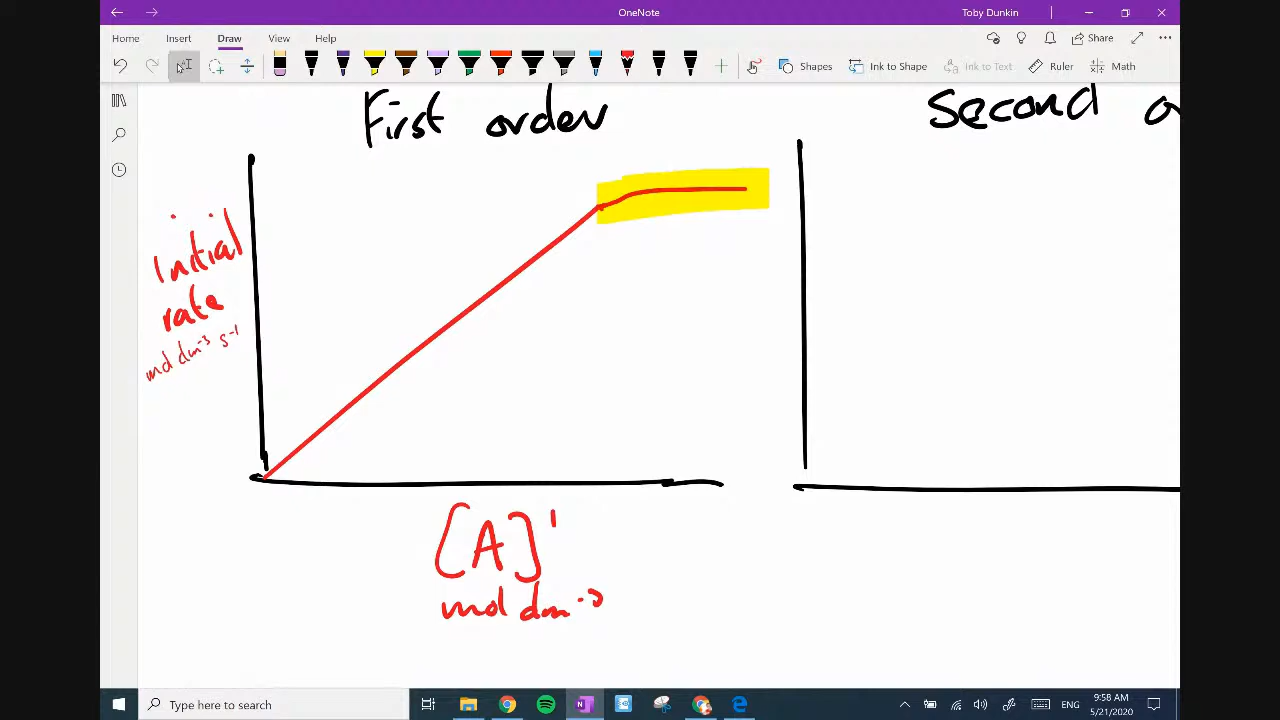 OneNote
Toby Dunkin
Home Insert Draw View Help
Share
Shapes Ink to Shape Ink to Text Ruler Math
First order
Second o
Initial
rate
mol dm⁻³ s⁻¹
[A]¹
mol dm⁻³
Type here to search
ENG
9:58 AM
5/21/2020